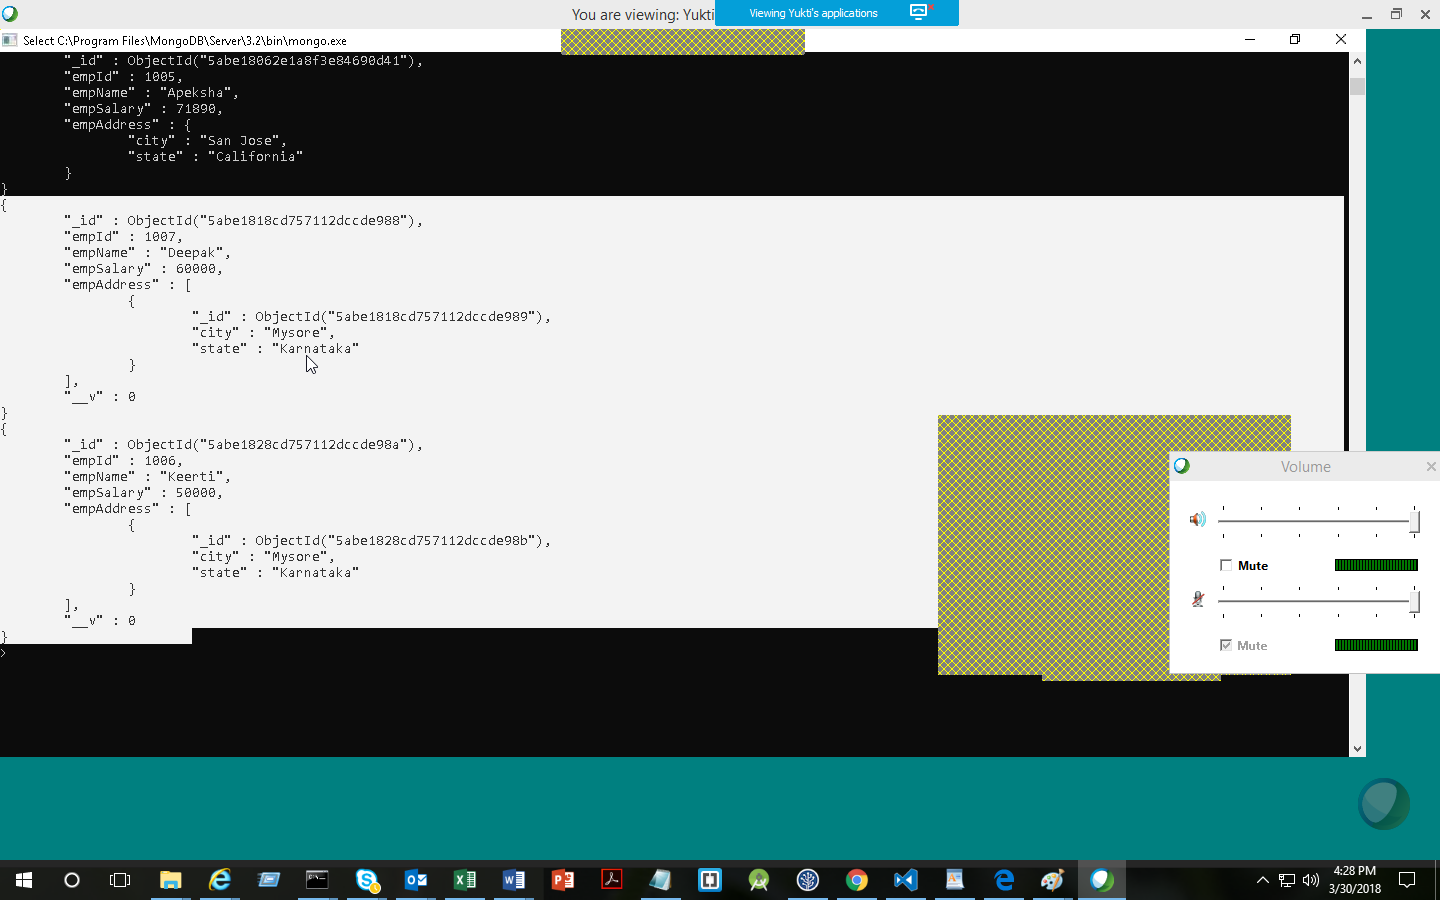 You are viewing: Yukti
Viewing Yukti's applications
Select C:\Program Files\MongoDB\Server\3.2\bin\mongo.exe
"_id" : ObjectId("5abe18062e1a8f3e84690d41"),
"empId" : 1005,
"empName" : "Apeksha",
"empSalary" : 71890,
"empAddress" : {
"city" : "San Jose",
"state" : "California"
}
}
{
"_id" : ObjectId("5abe1818cd757112dccde988"),
"empId" : 1007,
"empName" : "Deepak",
"empSalary" : 60000,
"empAddress" : [
{
"_id" : ObjectId("5abe1818cd757112dccde989"),
"city" : "Mysore",
"state" : "Karnataka"
}
],
"__v" : 0
}
{
"_id" : ObjectId("5abe1828cd757112dccde98a"),
"empId" : 1006,
"empName" : "Keerti",
"empSalary" : 50000,
"empAddress" : [
{
"_id" : ObjectId("5abe1828cd757112dccde98b"),
"city" : "Mysore",
"state" : "Karnataka"
}
],
"__v" : 0
}
>
Volume
Mute
Mute
4:28 PM
3/30/2018